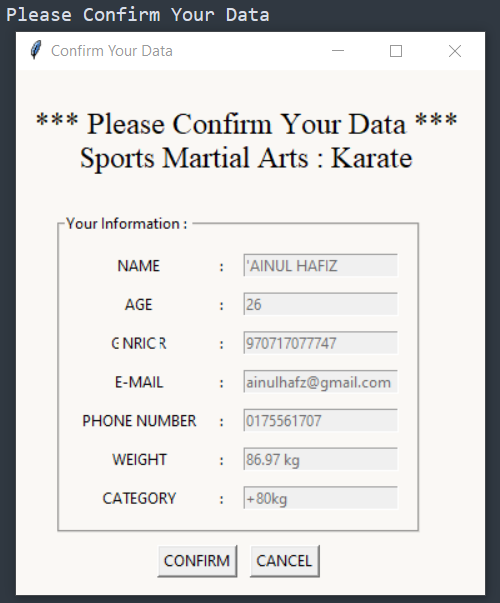 Please Confirm Your Data
Confirm Your Data
*** Please Confirm Your Data ***
Sports Martial Arts : Karate
Your Information :
NAME : 'AINUL HAFIZ
AGE : 26
NRIC : 970717077747
E-MAIL : ainulhafz@gmail.com
PHONE NUMBER : 0175561707
WEIGHT : 86.97 kg
CATEGORY : +80kg
CONFIRM CANCEL